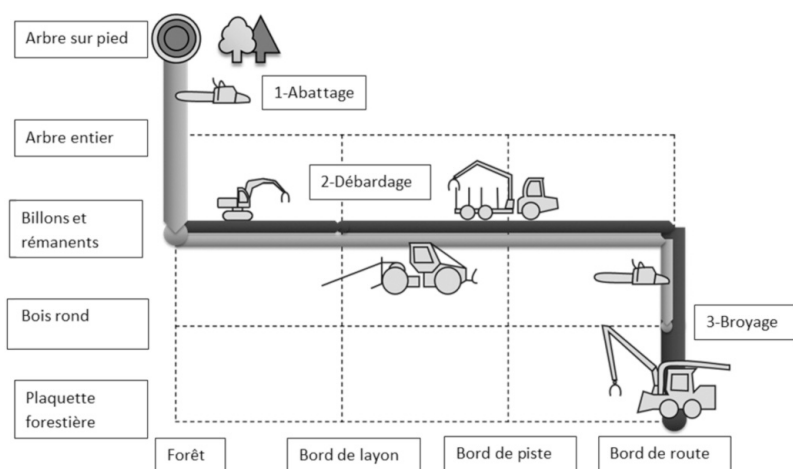 Arbre sur pied
1-Abattage
Arbre entier
2-Débardage
Billons et
rémanents
Bois rond
3-Broyage
Plaquette
forestière
Forêt
Bord de layon
Bord de piste
Bord de route